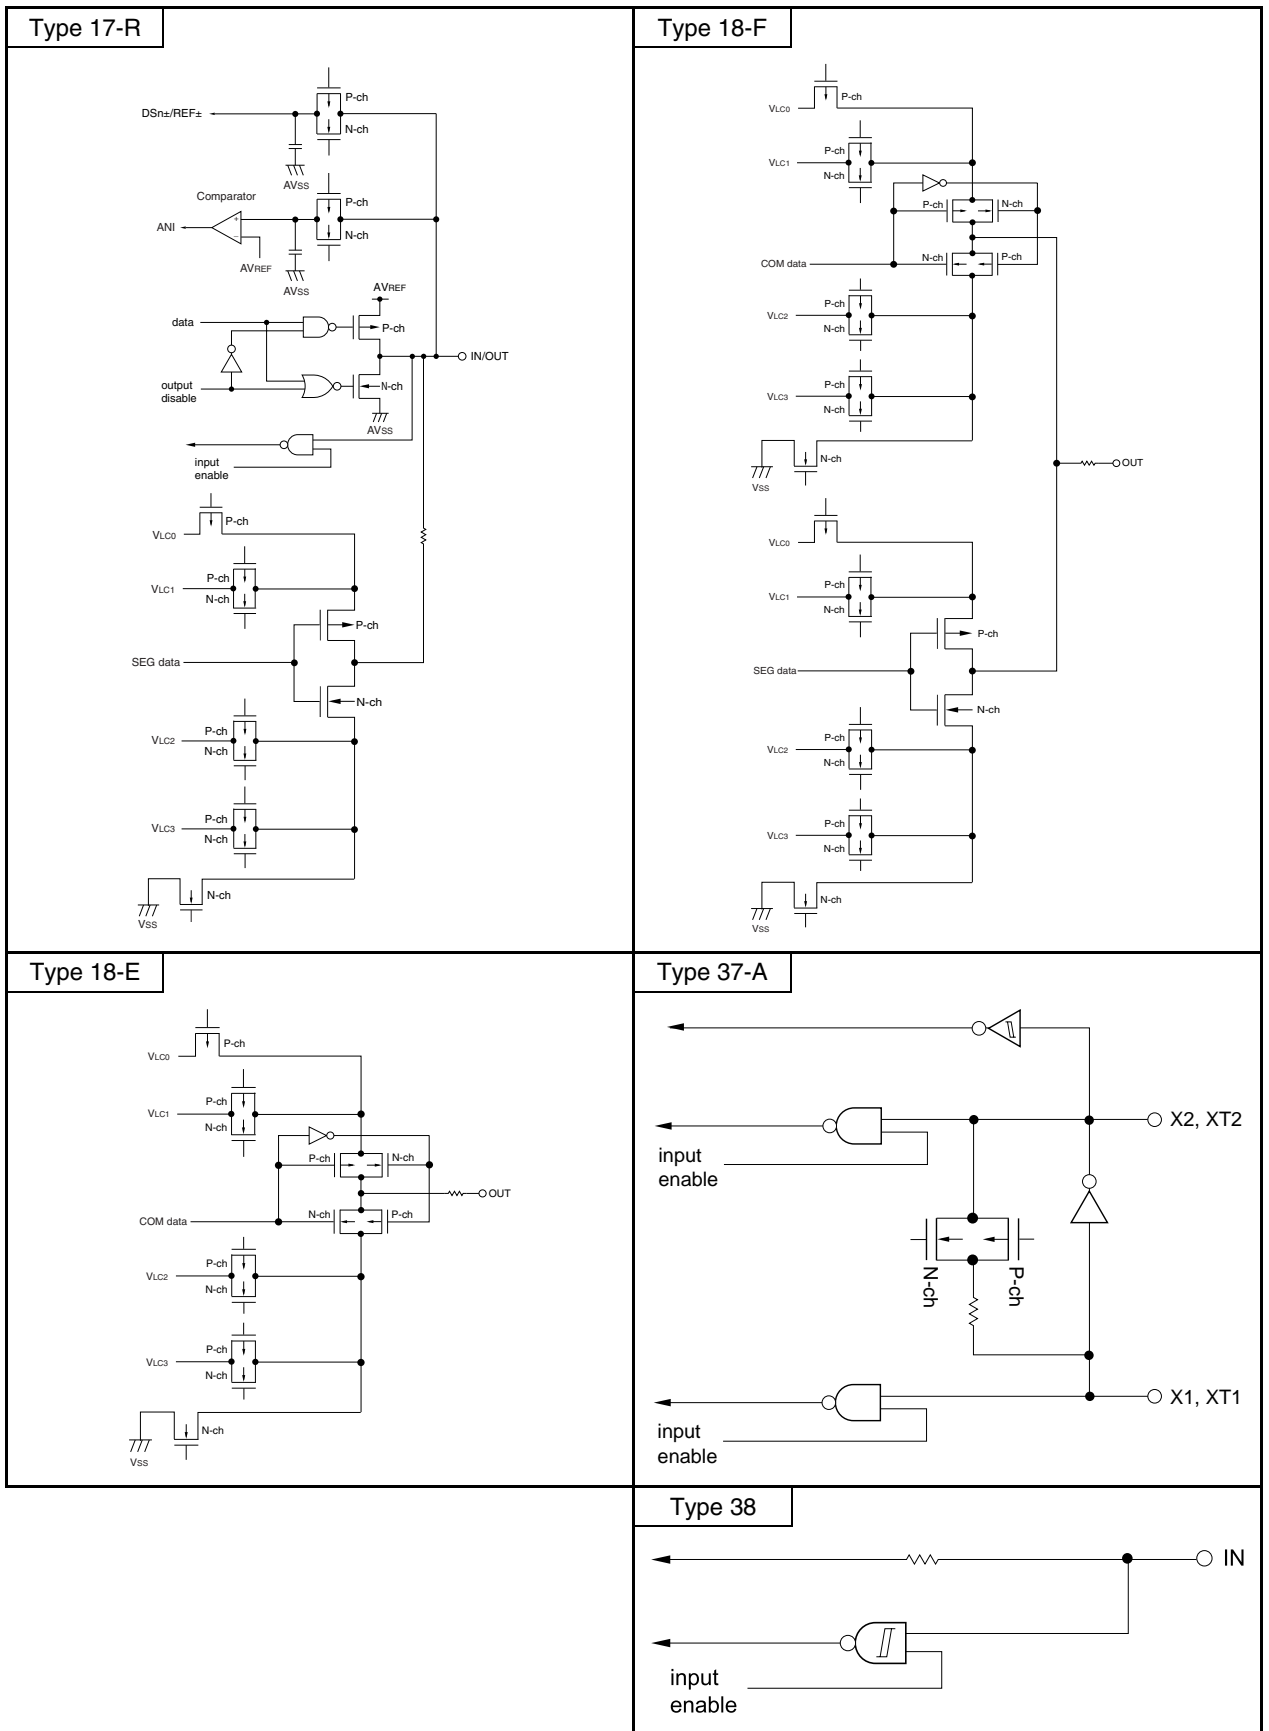 Type 17-R
P-ch
DSn±/REF±
N-ch
AVSS
Comparator
P-ch
+
ANI
−
N-ch
AVREF
AVSS
AVREF
data
P-ch
IN/OUT
output
disable
N-ch
AVSS
input
enable
P-ch
VLC0
P-ch
VLC1
N-ch
P-ch
SEG data
N-ch
P-ch
VLC2
N-ch
P-ch
VLC3
N-ch
N-ch
VSS
Type 18-F
P-ch
VLC0
P-ch
VLC1
N-ch
P-ch
N-ch
COM data
N-ch
P-ch
P-ch
VLC2
N-ch
P-ch
VLC3
N-ch
N-ch
VSS
OUT
VLC0
P-ch
VLC1
N-ch
P-ch
SEG data
N-ch
P-ch
VLC2
N-ch
P-ch
VLC3
N-ch
N-ch
VSS
Type 18-E
P-ch
VLC0
P-ch
VLC1
N-ch
P-ch
N-ch
OUT
COM data
N-ch
P-ch
P-ch
VLC2
N-ch
P-ch
VLC3
N-ch
N-ch
VSS
Type 37-A
X2, XT2
input
enable
N-ch
P-ch
X1, XT1
input
enable
Type 38
IN
input
enable